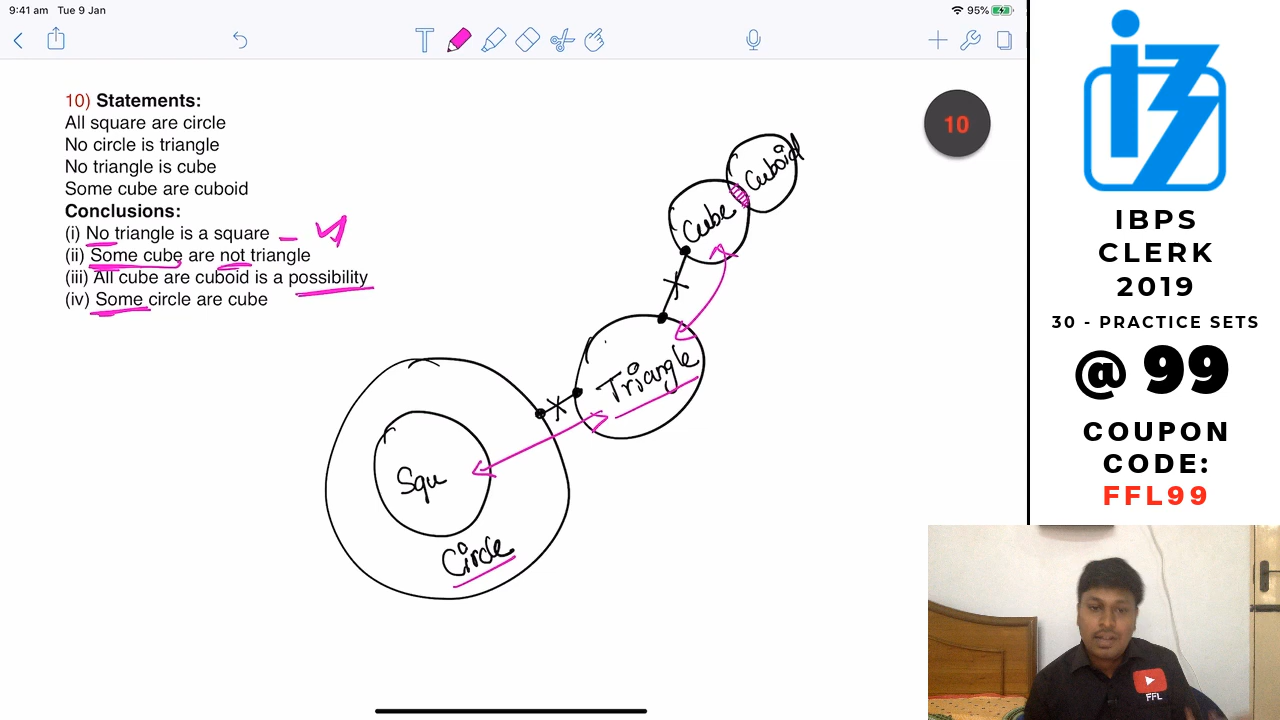 9:41 am Tue 9 Jan
95%
T
10) Statements:
All square are circle
No circle is triangle
No triangle is cube
Some cube are cuboid
Conclusions:
(i) No triangle is a square
(ii) Some cube are not triangle
(iii) All cube are cuboid is a possibility
(iv) Some circle are cube
10
Cuboid
Cube
Triangle
Squ
Circle
IBPS
CLERK
2019
30 - PRACTICE SETS
@ 99
COUPON
CODE:
FFL99
FFL